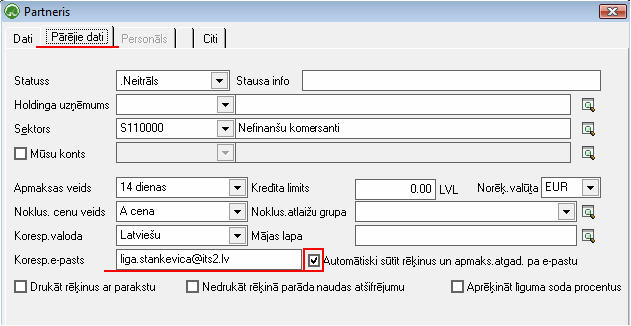 Partneris
Dati Pārējie dati Personāls Citi
Statuss .Neitrāls Stausa info
Holdinga uzņēmums
Sektors S110000 Nefinanšu komersanti
Mūsu konts
Apmaksas veids 14 dienas Kredīta limits 0.00 LVL Norēķ.valūta EUR
Noklus. cenu veids A cena Noklus.atlaižu grupa
Koresp.valoda Latviešu Mājas lapa
Koresp.e-pasts liga.stankevica@its2.lv Automātiski sūtīt rēķinus un apmaks.atgad. pa e-pastu
Drukāt rēķinus ar parakstu Nedrukāt rēķinā parāda naudas atšifrējumu Aprēķināt līguma soda procentus